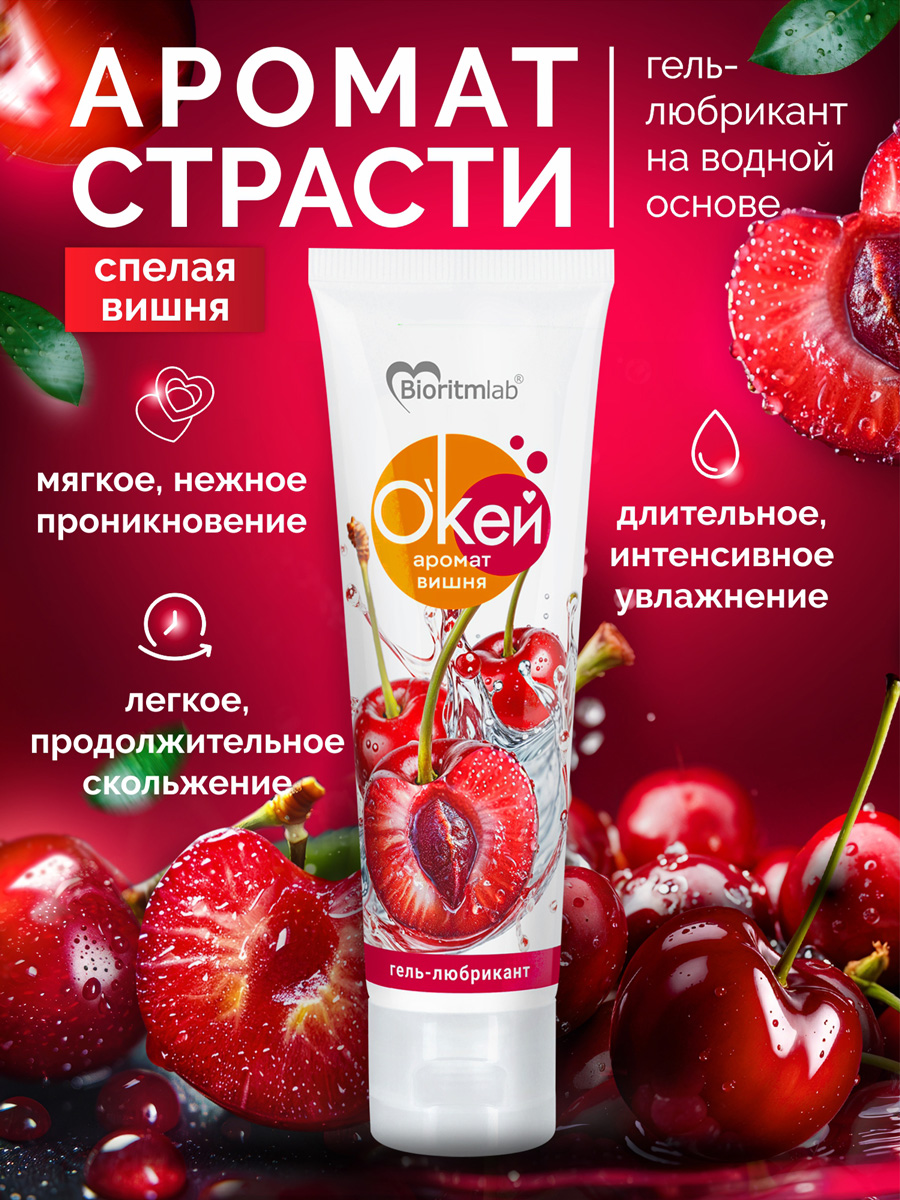 АРОМАТ
СТРАСТИ
гель-
любрикант
на водной
основе
спелая
вишня
мягкое, нежное
проникновение
легкое,
продолжительное
скольжение
длительное,
интенсивное
увлажнение
Bioritmlab®
О'Кей
аромат
вишня
гель-любрикант